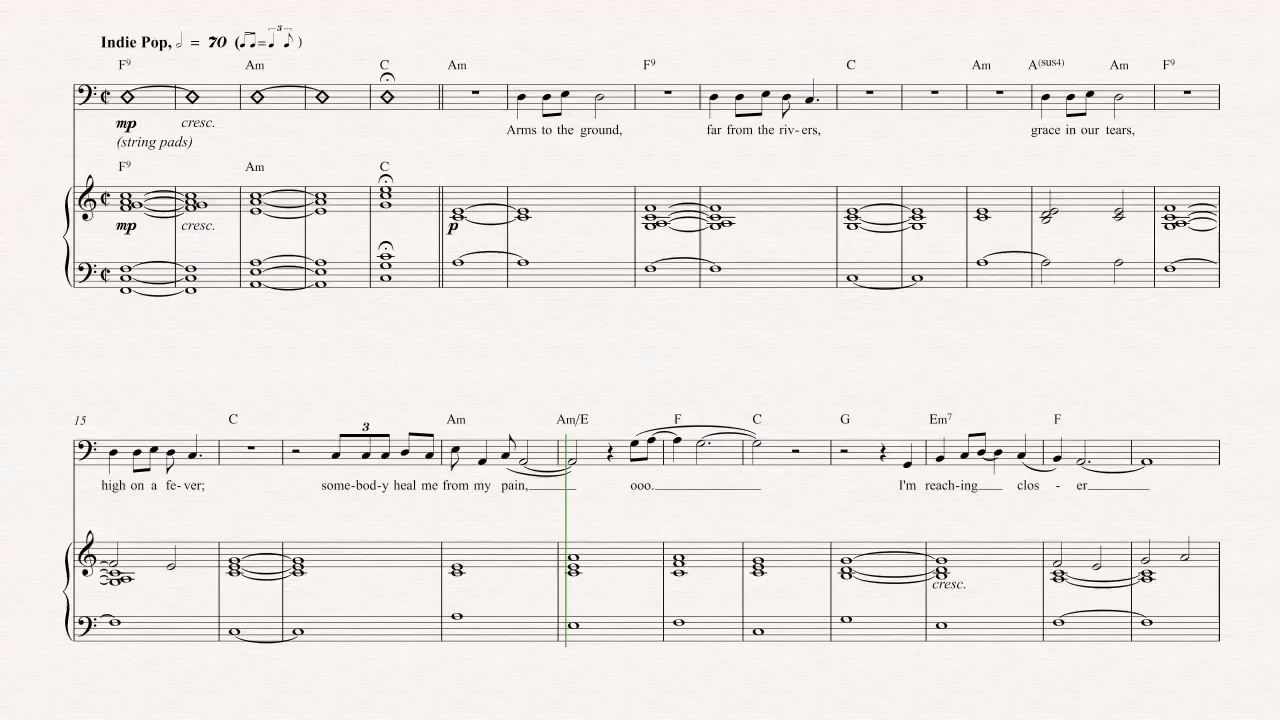 Indie Pop, 𝅗𝅥 = 70 (♫=♩ ♪) 3
F9 Am C Am F9 C Am A(sus4) Am F9
mp cresc.
(string pads)
Arms to the ground, far from the riv-ers, grace in our tears,
F9 Am C
mp cresc. p
15 C Am Am/E F C G Em7 F
3
high on a fe-ver; some-bod-y heal me from my pain, ooo. I'm reach-ing clos - er
cresc.